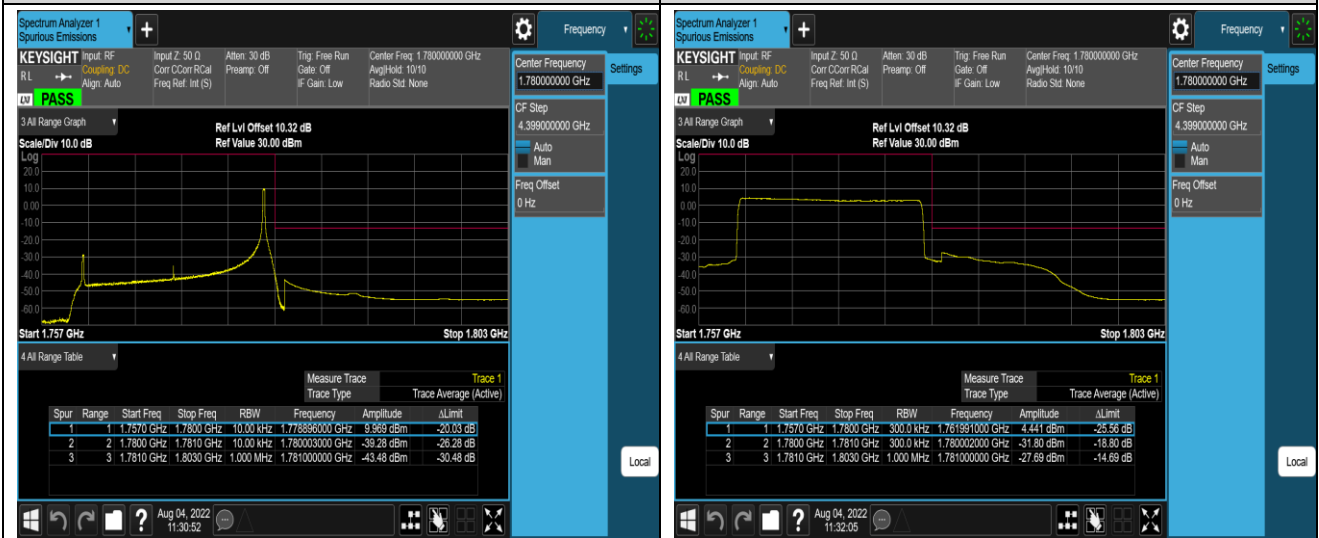 Spectrum Analyzer 1
Spurious Emissions
+
Frequency
KEYSIGHT
RL
LXI
PASS
Input: RF
Coupling: DC
Align: Auto
Input Z: 50 Ω
Corr CCorr RCal
Freq Ref: Int (S)
Atten: 30 dB
Preamp: Off
Trig: Free Run
Gate: Off
IF Gain: Low
Center Freq: 1.780000000 GHz
Avg|Hold: 10/10
Radio Std: None
Center Frequency
1.780000000 GHz
Settings
CF Step
4.399000000 GHz
Auto
Man
Freq Offset
0 Hz
3 All Range Graph
Scale/Div 10.0 dB
Ref Lvl Offset 10.32 dB
Ref Value 30.00 dBm
Log
20.0
10.0
0.00
-10.0
-20.0
-30.0
-40.0
-50.0
-60.0
Start 1.757 GHz
Stop 1.803 GHz
4 All Range Table
Measure Trace Trace 1
Trace Type Trace Average (Active)
Spur Range Start Freq Stop Freq RBW Frequency Amplitude ΔLimit
1 1 1.7570 GHz 1.7800 GHz 10.00 kHz 1.778896000 GHz 9.969 dBm -20.03 dB
2 2 1.7800 GHz 1.7810 GHz 10.00 kHz 1.780003000 GHz -39.28 dBm -26.28 dB
3 3 1.7810 GHz 1.8030 GHz 1.000 MHz 1.781000000 GHz -43.48 dBm -30.48 dB
Local
?
Aug 04, 2022
11:30:52
Spectrum Analyzer 1
Spurious Emissions
+
Frequency
KEYSIGHT
RL
LXI
PASS
Input: RF
Coupling: DC
Align: Auto
Input Z: 50 Ω
Corr CCorr RCal
Freq Ref: Int (S)
Atten: 30 dB
Preamp: Off
Trig: Free Run
Gate: Off
IF Gain: Low
Center Freq: 1.780000000 GHz
Avg|Hold: 10/10
Radio Std: None
Center Frequency
1.780000000 GHz
Settings
CF Step
4.399000000 GHz
Auto
Man
Freq Offset
0 Hz
3 All Range Graph
Scale/Div 10.0 dB
Ref Lvl Offset 10.32 dB
Ref Value 30.00 dBm
Log
20.0
10.0
0.00
-10.0
-20.0
-30.0
-40.0
-50.0
-60.0
Start 1.757 GHz
Stop 1.803 GHz
4 All Range Table
Measure Trace Trace 1
Trace Type Trace Average (Active)
Spur Range Start Freq Stop Freq RBW Frequency Amplitude ΔLimit
1 1 1.7570 GHz 1.7800 GHz 300.0 kHz 1.761991000 GHz 4.441 dBm -25.56 dB
2 2 1.7800 GHz 1.7810 GHz 300.0 kHz 1.780002000 GHz -31.80 dBm -18.80 dB
3 3 1.7810 GHz 1.8030 GHz 1.000 MHz 1.781000000 GHz -27.69 dBm -14.69 dB
Local
?
Aug 04, 2022
11:32:05